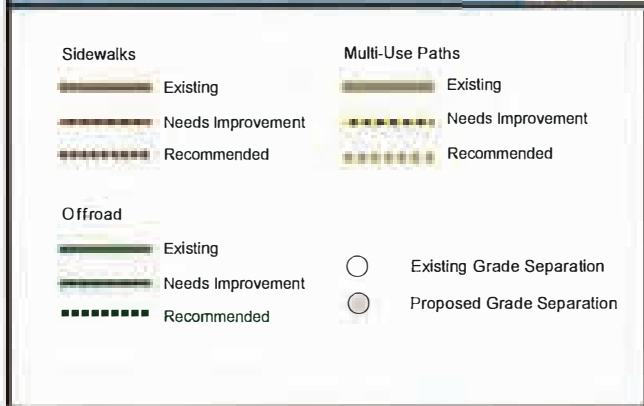 Sidewalks
Existing
Needs Improvement
Recommended
Multi-Use Paths
Existing
Needs Improvement
Recommended
Offroad
Existing
Needs Improvement
Recommended
Existing Grade Separation
Proposed Grade Separation